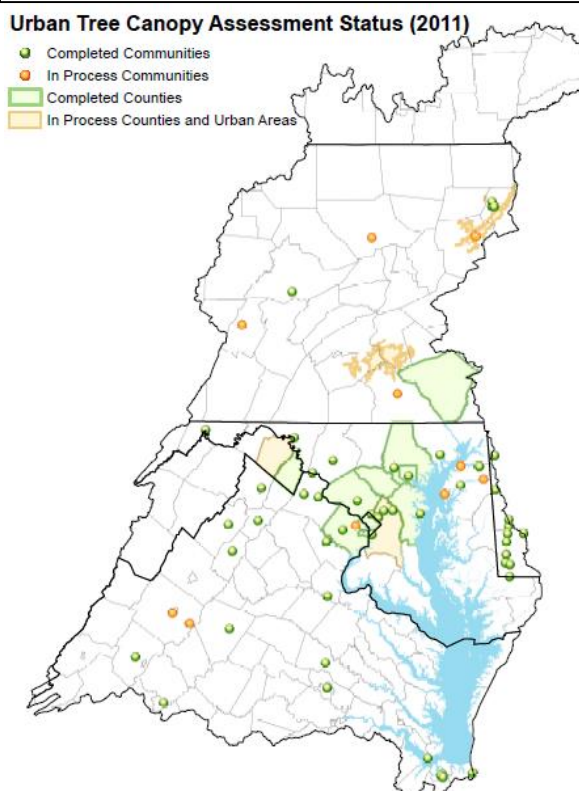 Urban Tree Canopy Assessment Status (2011)
Completed Communities
In Process Communities
Completed Counties
In Process Counties and Urban Areas